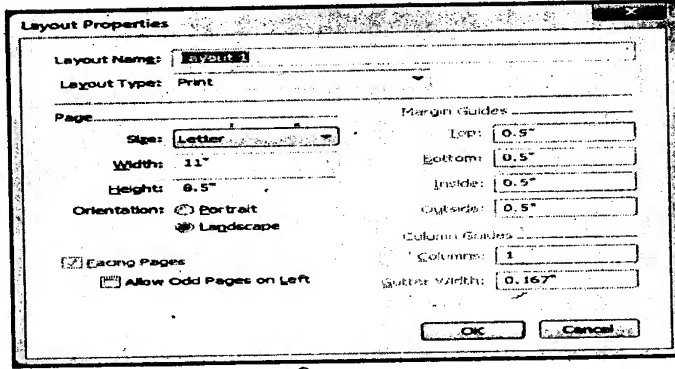 Layout Properties
Layout Name: Layout 1
Layout Type: Print
Page
Size: Letter
Width: 11"
Height: 8.5"
Orientation: Portrait
Landscape
Facing Pages
Allow Odd Pages on Left
Margin Guides
Top: 0.5"
Bottom: 0.5"
Inside: 0.5"
Outside: 0.5"
Column Guides
Columns: 1
Gutter Width: 0.167"
OK Cancel